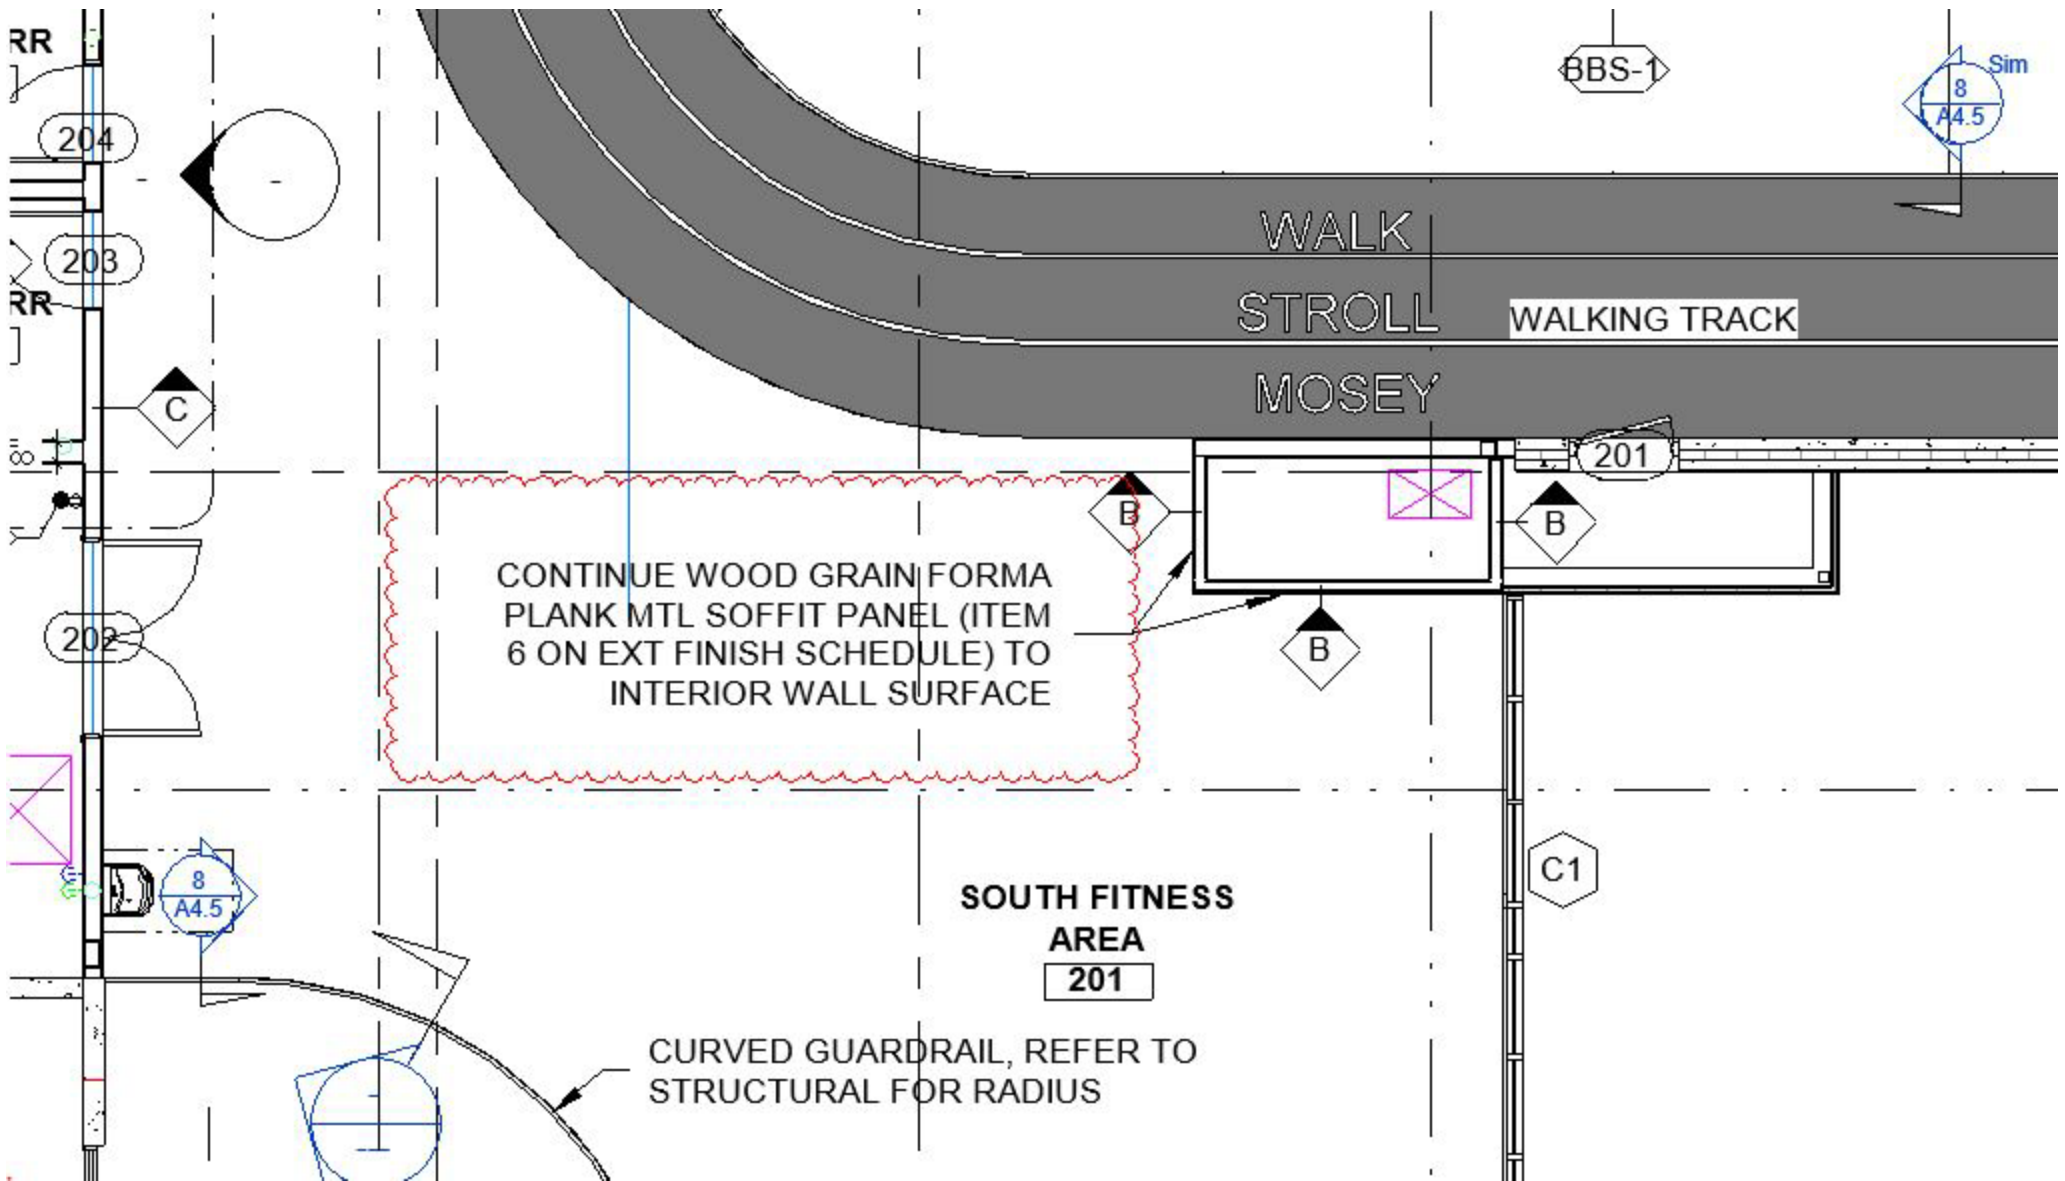 RR
204
203
RR
C
8
202
8
A4.5
BBS-1
Sim
8
A4.5
WALK
STROLL
WALKING TRACK
MOSEY
201
B
B
B
CONTINUE WOOD GRAIN FORMA
PLANK MTL SOFFIT PANEL (ITEM
6 ON EXT FINISH SCHEDULE) TO
INTERIOR WALL SURFACE
C1
SOUTH FITNESS
AREA
201
CURVED GUARDRAIL, REFER TO
STRUCTURAL FOR RADIUS